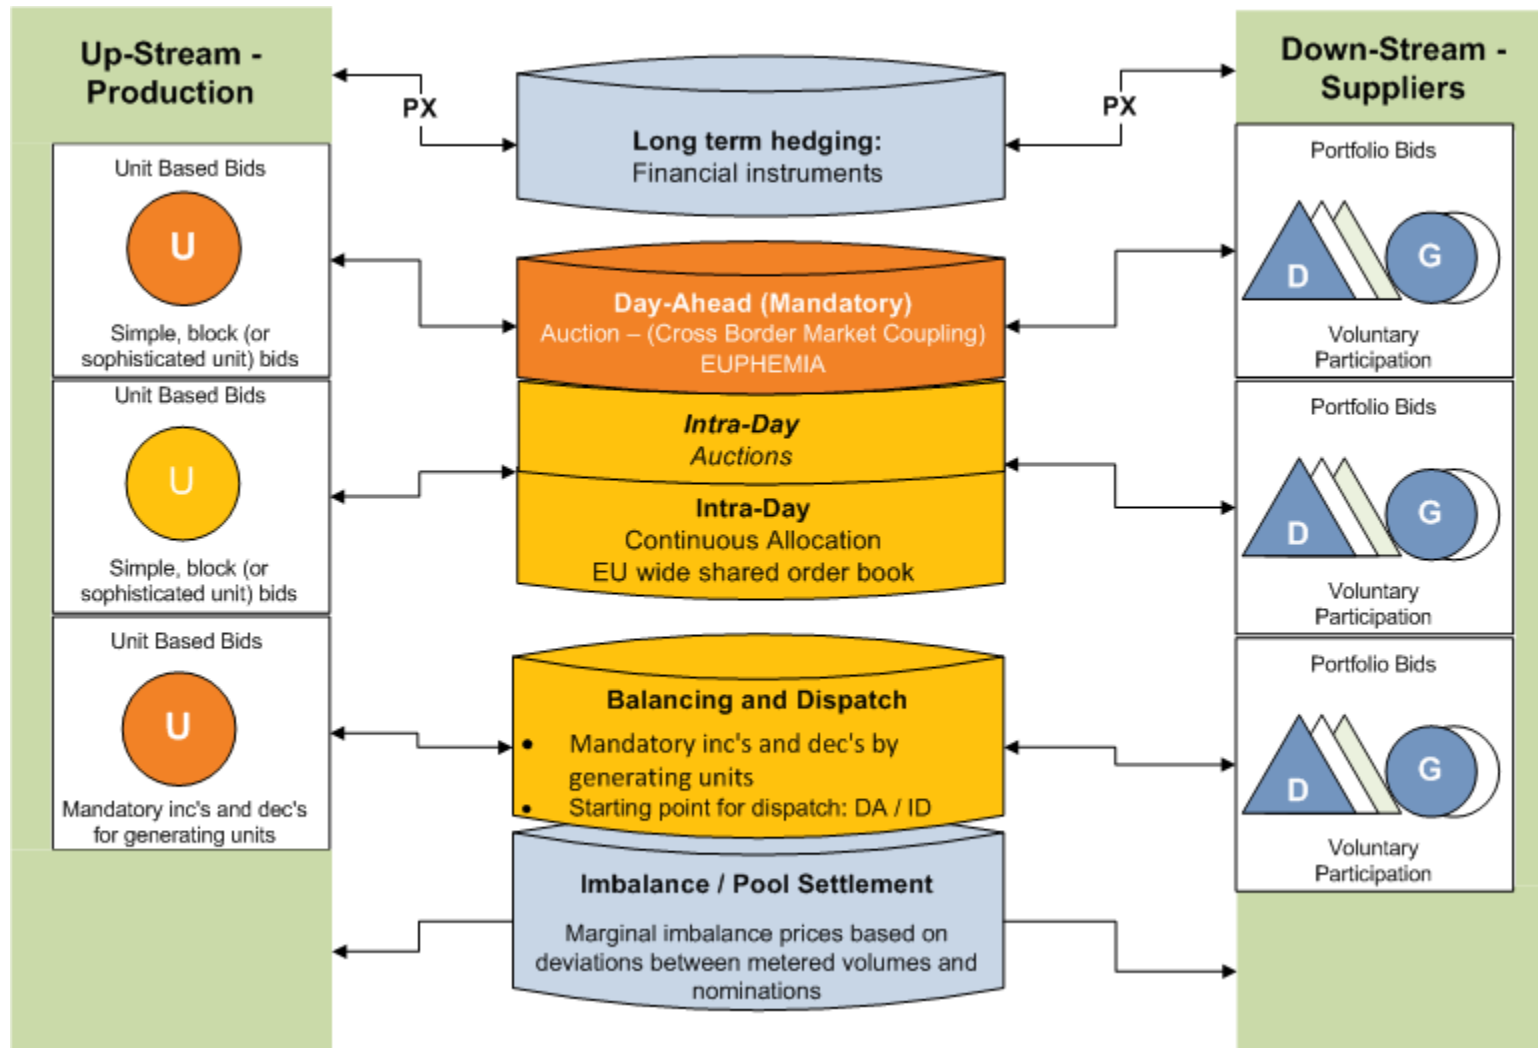 Up-Stream -
Production
Unit Based Bids
U
Simple, block (or
sophisticated unit) bids
Unit Based Bids
U
Simple, block (or
sophisticated unit) bids
Unit Based Bids
U
Mandatory inc's and dec's
for generating units
PX
Long term hedging:
Financial instruments
PX
Day-Ahead (Mandatory)
Auction – (Cross Border Market Coupling)
EUPHEMIA
Intra-Day
Auctions
Intra-Day
Continuous Allocation
EU wide shared order book
Balancing and Dispatch
• Mandatory inc's and dec's by
generating units
• Starting point for dispatch: DA / ID
Imbalance / Pool Settlement
Marginal imbalance prices based on
deviations between metered volumes and
nominations
Down-Stream -
Suppliers
Portfolio Bids
D G
Voluntary
Participation
Portfolio Bids
D G
Voluntary
Participation
Portfolio Bids
D G
Voluntary
Participation